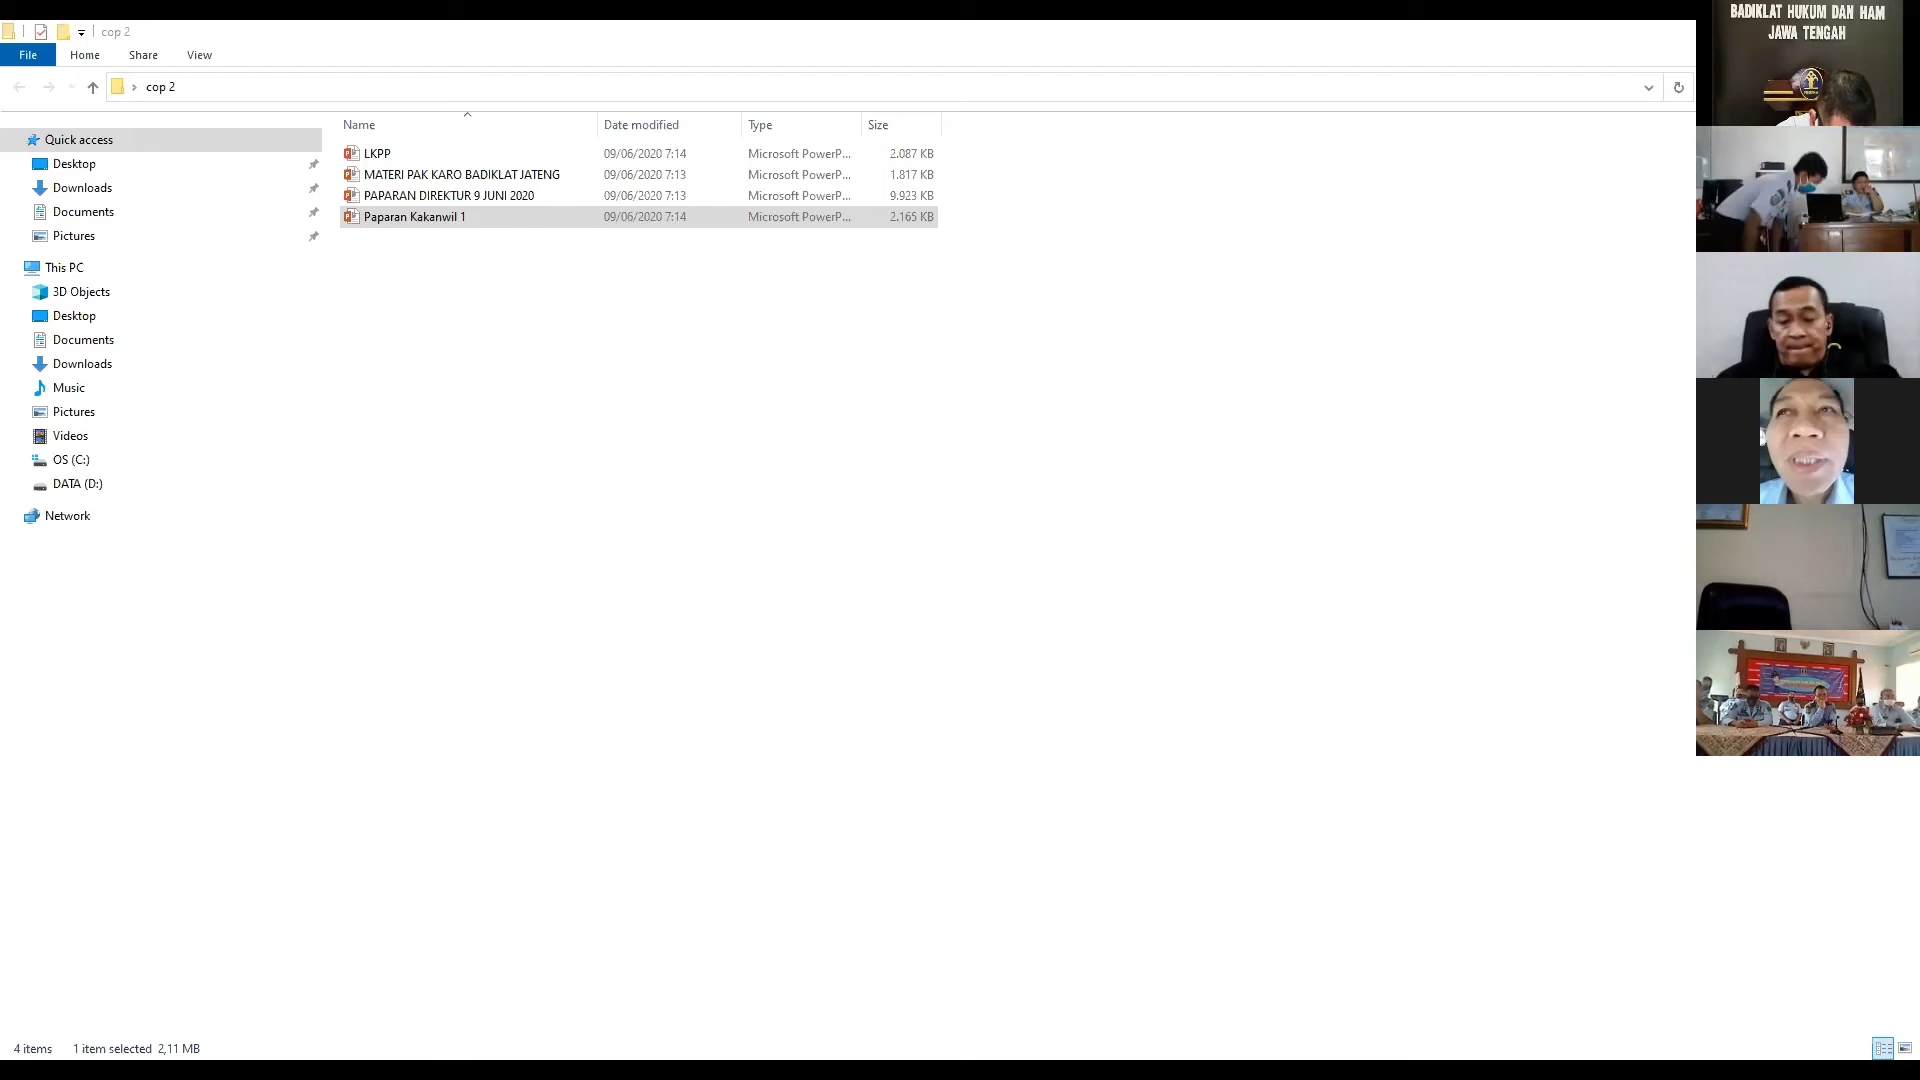 cop 2
File Home Share View
cop 2
Name Date modified Type Size
LKPP 09/06/2020 7:14 Microsoft PowerP... 2.087 KB
MATERI PAK KARO BADIKLAT JATENG 09/06/2020 7:13 Microsoft PowerP... 1.817 KB
PAPARAN DIREKTUR 9 JUNI 2020 09/06/2020 7:13 Microsoft PowerP... 9.923 KB
Paparan Kakanwil 1 09/06/2020 7:14 Microsoft PowerP... 2.165 KB
Quick access
Desktop
Downloads
Documents
Pictures
This PC
3D Objects
Desktop
Documents
Downloads
Music
Pictures
Videos
OS (C:)
DATA (D:)
Network
4 items 1 item selected 2,11 MB
BADIKLAT HUKUM DAN HAM
JAWA TENGAH